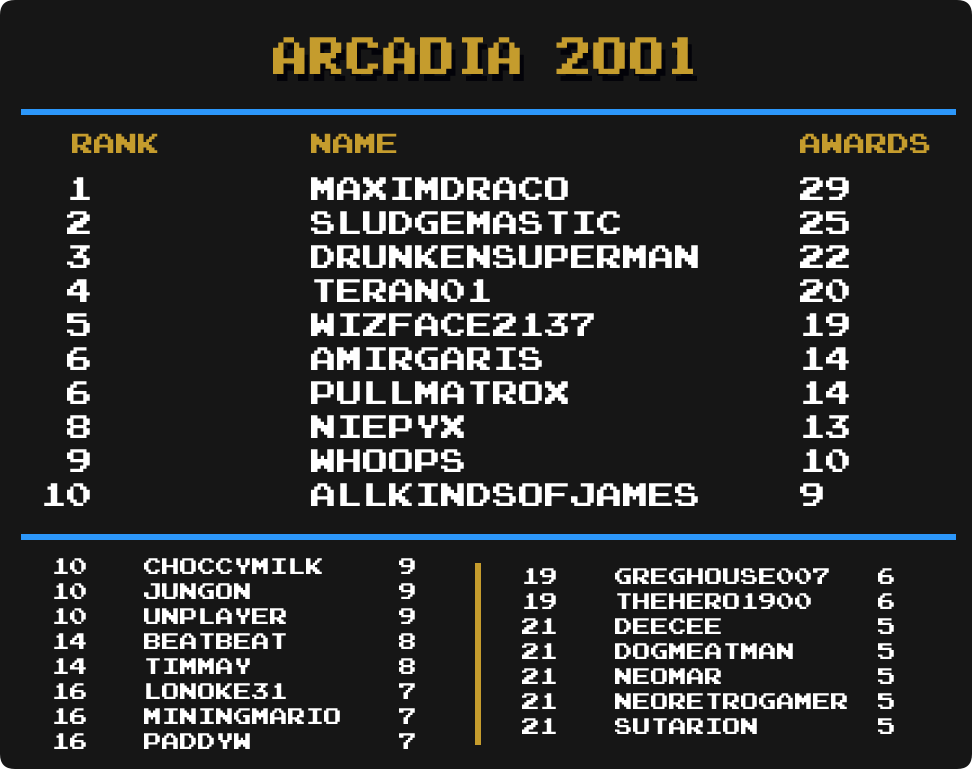 ARCADIA 2001
RANK NAME AWARDS
1 MAXIMDRACO 29
2 SLUDGEMASTIC 25
3 DRUNKENSUPERMAN 22
4 TERAN01 20
5 WIZFACE2137 19
6 AMIRGARIS 14
6 PULLMATROX 14
8 NIEPYX 13
9 WHOOPS 10
10 ALLKINDSOFJAMES 9
10 CHOCCYMILK 9
10 JUNGON 9
10 UNPLAYER 9
14 BEATBEAT 8
14 TIMMAY 8
16 LONOKE31 7
16 MININGMARIO 7
16 PADDYW 7
19 GREGHOUSE007 6
19 THEHERO1900 6
21 DEECEE 5
21 DOGMEATMAN 5
21 NEOMAR 5
21 NEORETROGAMER 5
21 SUTARION 5